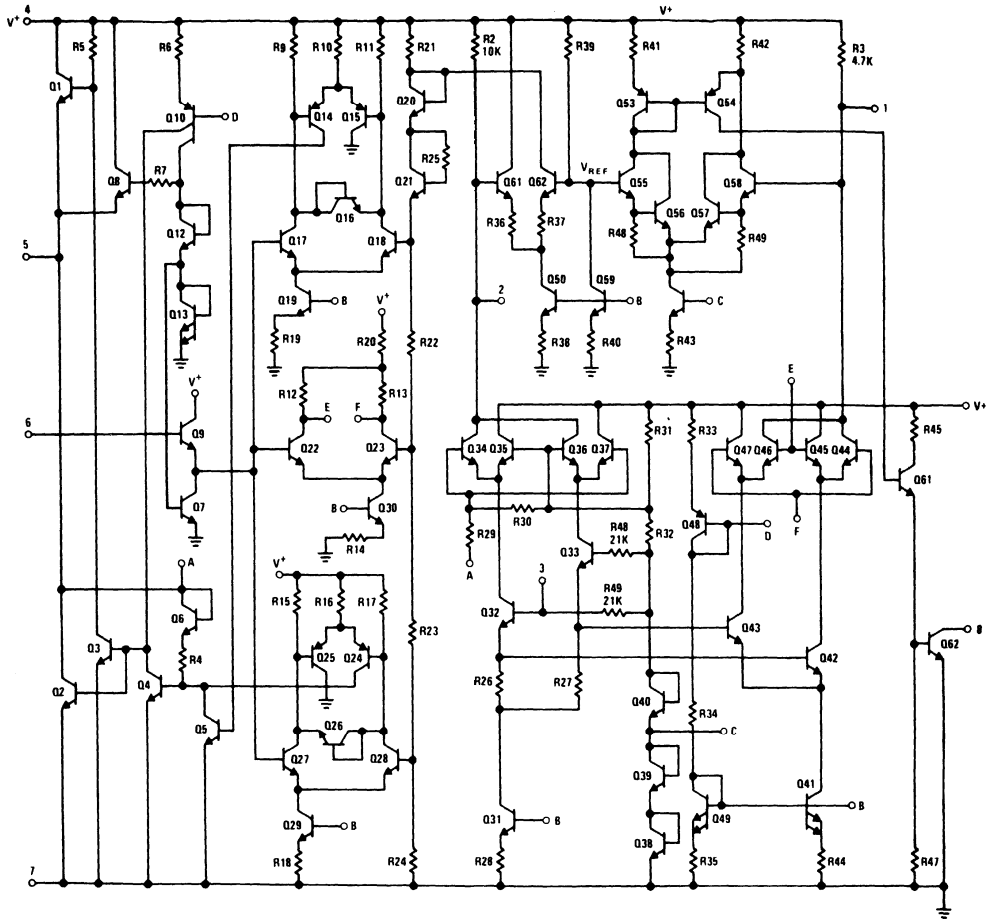 4
V+
V+
R5
R6
R9
R10
R11
R21
R2
10K
R39
R41
R42
R3
4.7K
Q1
Q10
D
Q14
Q15
Q20
Q53
Q54
1
R7
R25
Q8
Q21
Q61
Q62
VREF
Q55
Q58
Q16
R36
R37
Q56
Q57
Q12
Q17
Q18
R48
R49
5
Q13
Q19
B
V+
2
Q50
Q59
B
C
R19
R20
R22
R38
R40
R43
R12
R13
E
V+
V+
E
F
R31
R33
R45
6
Q9
Q22
Q23
Q34
Q35
Q36
Q37
Q47
Q46
Q45
Q44
Q61
Q7
B
Q30
R30
R48
21K
R32
Q48
D
F
R14
R29
Q33
A
A
V+
3
R49
21K
R15
R16
R17
Q6
R23
Q32
Q43
8
Q3
R4
Q62
Q2
Q4
Q25
Q24
R26
R27
Q42
Q40
Q5
Q26
R34
C
Q27
Q28
Q39
Q41
Q29
B
Q31
B
Q49
B
Q38
R18
R24
R28
R35
R44
R47
7